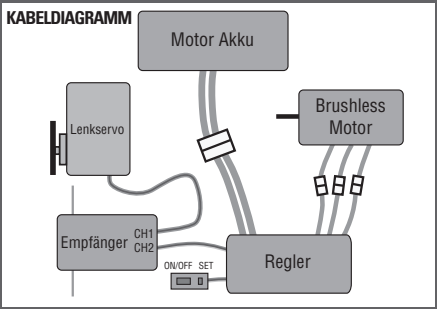 KABELDIAGRAMM
Motor Akku
Brushless
Motor
Lenkservo
Empfänger
CH1
CH2
ON/OFF SET
Regler